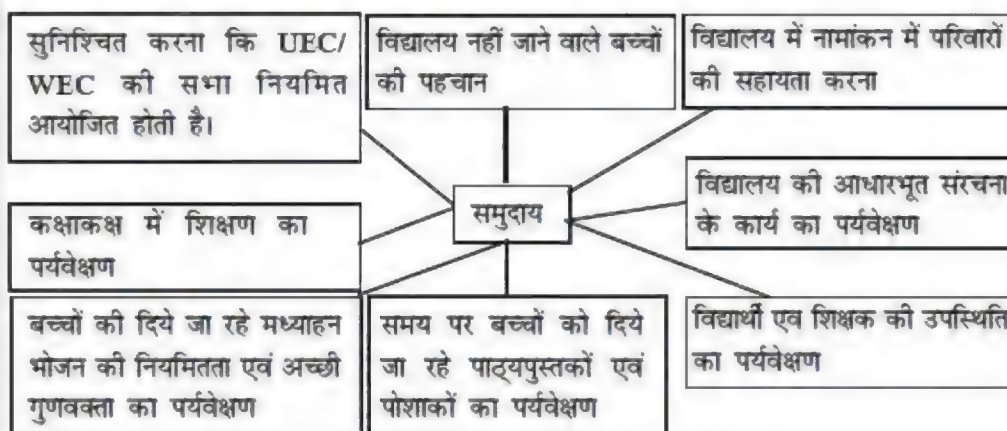 सुनिश्चित करना कि UEC/
WEC की सभा नियमित
आयोजित होती है।
विद्यालय नहीं जाने वाले बच्चों
की पहचान
विद्यालय में नामांकन में परिवारों
की सहायता करना
समुदाय
विद्यालय की आधारभूत संरचना
के कार्य का पर्यवेक्षण
कक्षाकक्ष में शिक्षण का
पर्यवेक्षण
बच्चों की दिये जा रहे मध्याहन
भोजन की नियमितता एवं अच्छी
गुणवक्ता का पर्यवेक्षण
समय पर बच्चों को दिये
जा रहे पाठ्यपुस्तकों एवं
पोशाकों का पर्यवेक्षण
विद्यार्थी एव शिक्षक की उपस्थिति
का पर्यवेक्षण